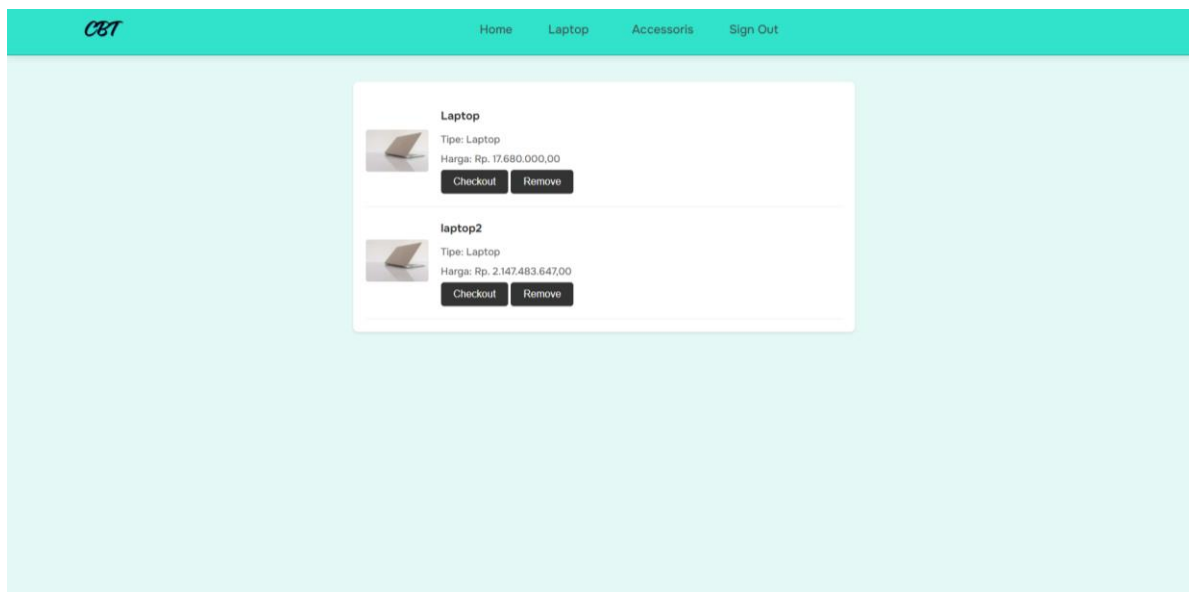 CBT
Home Laptop Accessoris Sign Out
Laptop
Tipe: Laptop
Harga: Rp. 17.680.000,00
Checkout Remove
laptop2
Tipe: Laptop
Harga: Rp. 2.147.483.647,00
Checkout Remove